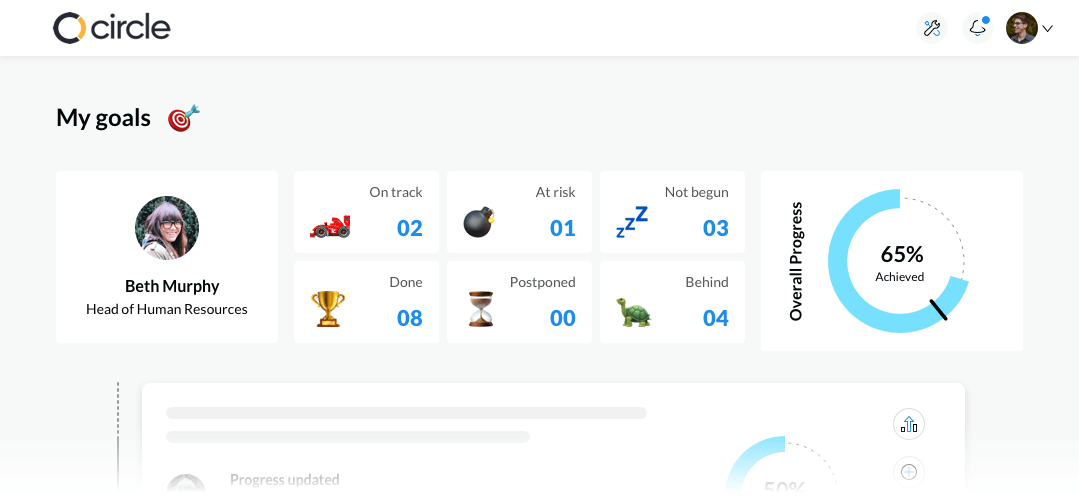 circle
My goals
Beth Murphy
Head of Human Resources
On track
02
At risk
01
Not begun
03
Done
08
Postponed
00
Behind
04
Overall Progress
65%
Achieved
Progress updated
50%